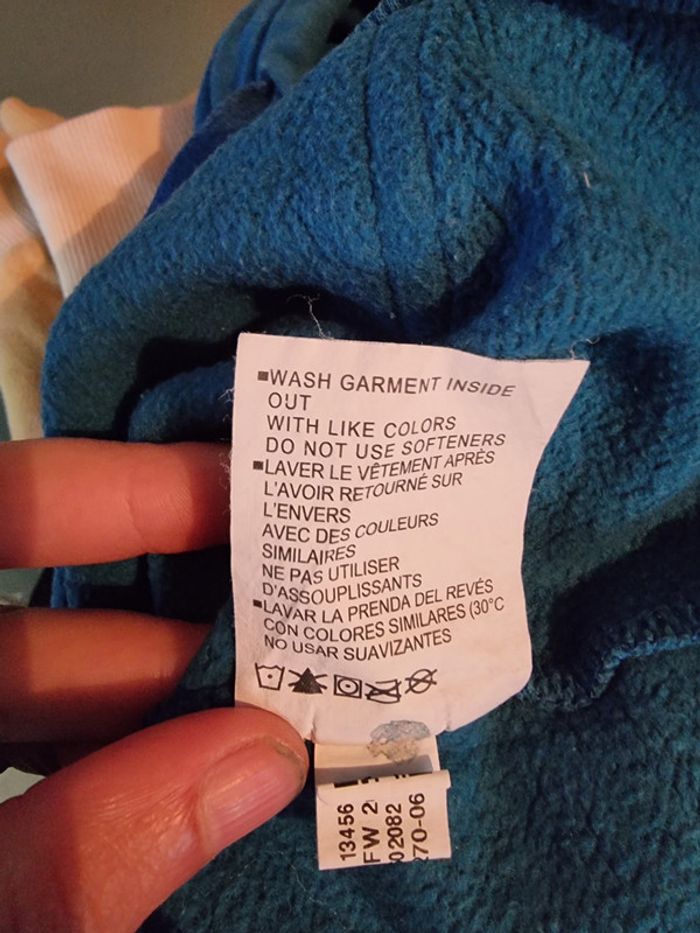 WASH GARMENT INSIDE
OUT
WITH LIKE COLORS
DO NOT USE SOFTENERS
LAVER LE VÊTEMENT APRÈS
L'AVOIR RETOURNÉ SUR
L'ENVERS
AVEC DES COULEURS
SIMILAIRES
NE PAS UTILISER
D'ASSOUPLISSANTS
LAVAR LA PRENDA DEL REVÉS
CON COLORES SIMILARES (30°C
NO USAR SUAVIZANTES
13456
FW 2
02082
270-06